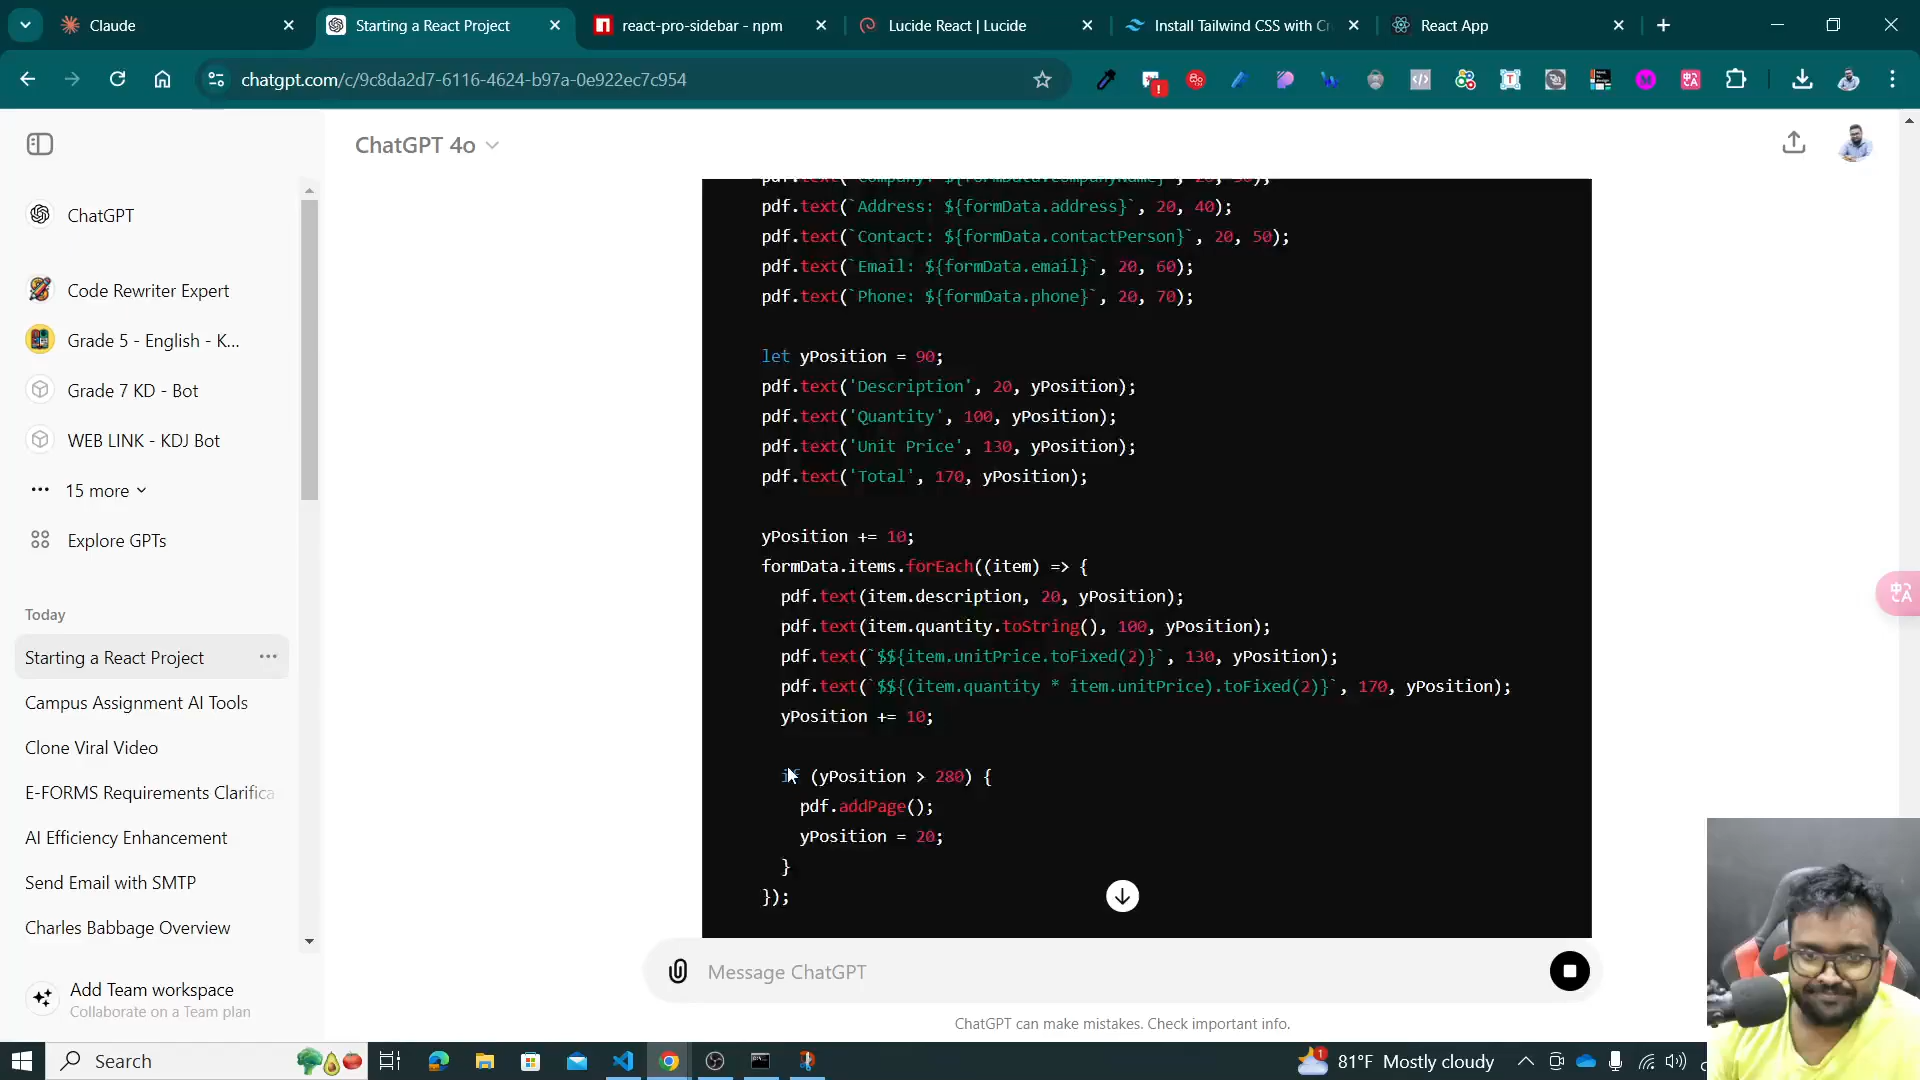 Claude
Starting a React Project
react-pro-sidebar - npm
Lucide React | Lucide
Install Tailwind CSS with Cr
React App
chatgpt.com/c/9c8da2d7-6116-4624-b97a-0e922ec7c954
ChatGPT 4o
ChatGPT
Code Rewriter Expert
Grade 5 - English - K...
Grade 7 KD - Bot
WEB LINK - KDJ Bot
15 more
Explore GPTs
Today
Starting a React Project
Campus Assignment AI Tools
Clone Viral Video
E-FORMS Requirements Clarifica
AI Efficiency Enhancement
Send Email with SMTP
Charles Babbage Overview
Add Team workspace
Collaborate on a Team plan
pdf.text(`Company: ${formData.companyName}`, 20, 30);
pdf.text(`Address: ${formData.address}`, 20, 40);
pdf.text(`Contact: ${formData.contactPerson}`, 20, 50);
pdf.text(`Email: ${formData.email}`, 20, 60);
pdf.text(`Phone: ${formData.phone}`, 20, 70);
let yPosition = 90;
pdf.text('Description', 20, yPosition);
pdf.text('Quantity', 100, yPosition);
pdf.text('Unit Price', 130, yPosition);
pdf.text('Total', 170, yPosition);
yPosition += 10;
formData.items.forEach((item) => {
pdf.text(item.description, 20, yPosition);
pdf.text(item.quantity.toString(), 100, yPosition);
pdf.text(`$${item.unitPrice.toFixed(2)}`, 130, yPosition);
pdf.text(`$${(item.quantity * item.unitPrice).toFixed(2)}`, 170, yPosition);
yPosition += 10;
if (yPosition > 280) {
pdf.addPage();
yPosition = 20;
}
});
Message ChatGPT
ChatGPT can make mistakes. Check important info.
Search
81°F Mostly cloudy